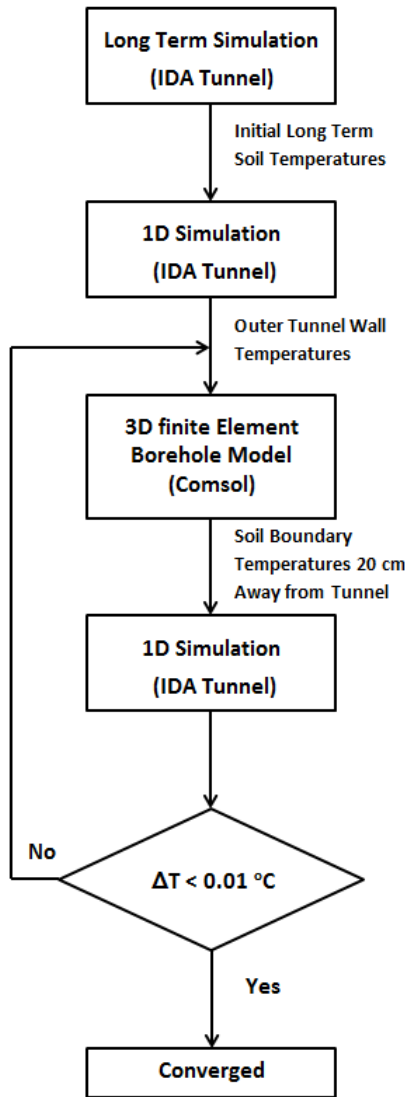 Long Term Simulation
(IDA Tunnel)
Initial Long Term
Soil Temperatures
1D Simulation
(IDA Tunnel)
Outer Tunnel Wall
Temperatures
3D finite Element
Borehole Model
(Comsol)
Soil Boundary
Temperatures 20 cm
Away from Tunnel
1D Simulation
(IDA Tunnel)
No
ΔT < 0.01 °C
Yes
Converged